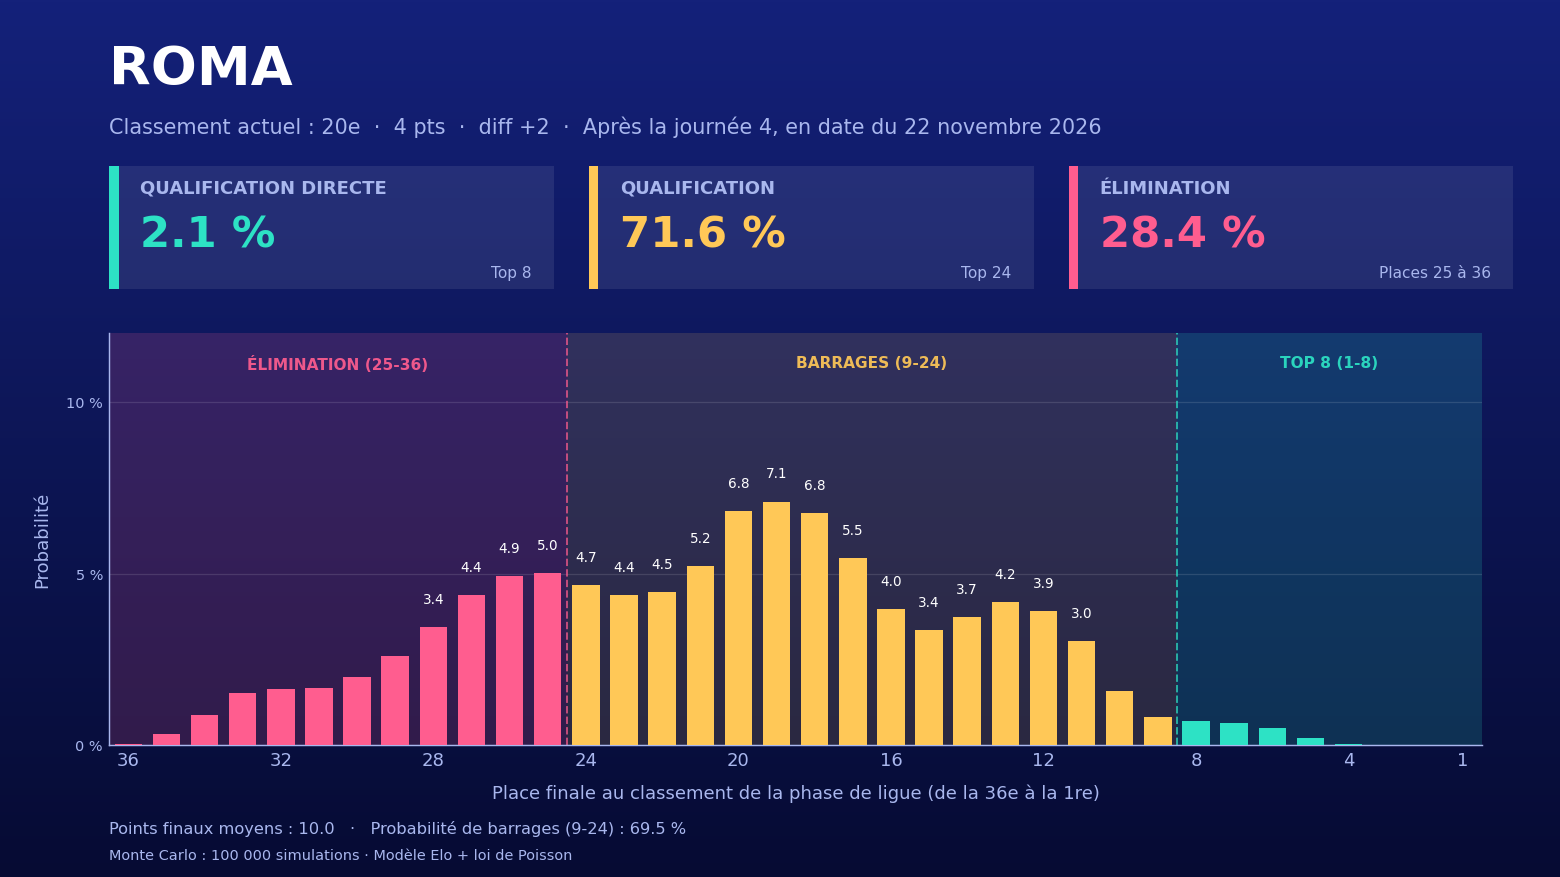 ROMA
Classement actuel : 20e · 4 pts · diff +2 · Après la journée 4, en date du 22 novembre 2026
QUALIFICATION DIRECTE
2.1 %
Top 8
QUALIFICATION
71.6 %
Top 24
ÉLIMINATION
28.4 %
Places 25 à 36
ÉLIMINATION (25-36)
BARRAGES (9-24)
TOP 8 (1-8)
Probabilité
10 %
5 %
0 %
3.4
4.4
4.9
5.0
4.7
4.4
4.5
5.2
6.8
7.1
6.8
5.5
4.0
3.4
3.7
4.2
3.9
3.0
36 32 28 24 20 16 12 8 4 1
Place finale au classement de la phase de ligue (de la 36e à la 1re)
Points finaux moyens : 10.0 · Probabilité de barrages (9-24) : 69.5 %
Monte Carlo : 100 000 simulations · Modèle Elo + loi de Poisson